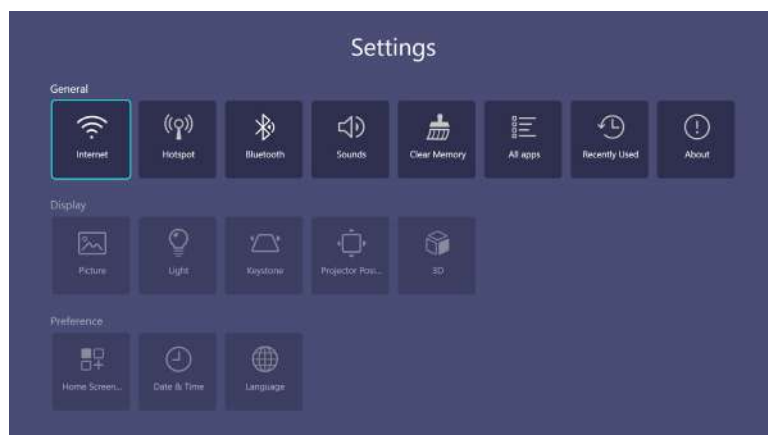 Settings
General
Internet Hotspot Bluetooth Sounds Clear Memory All apps Recently Used About
Display
Picture Light Keystone Projector Posi... 3D
Preference
Home Screen... Date & Time Language